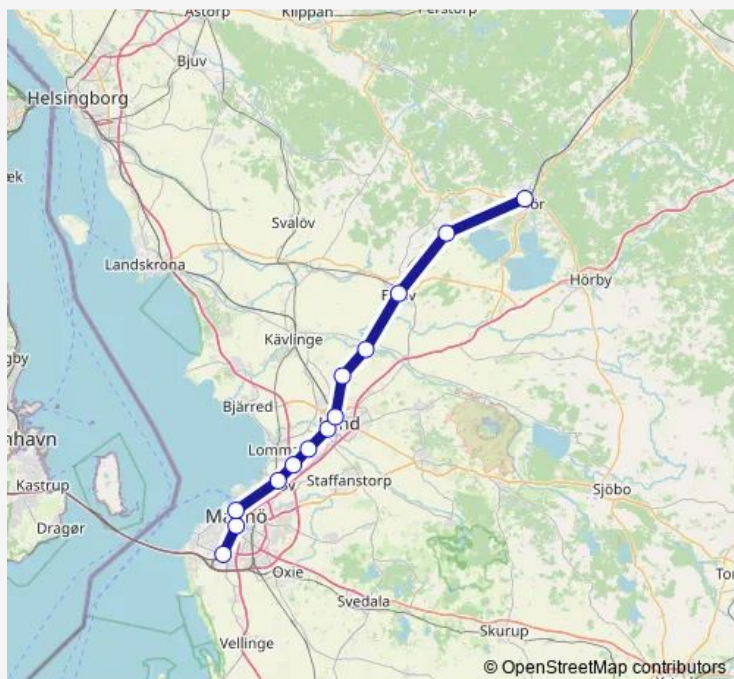 Åstorp
Klippan
Perstorp
Bjuv
Helsingborg
Svalöv
Landskrona
Hörby
Kävlinge
Bjärred
Staffanstorp
Kastrup
Sjöbo
Dragør
Oxie
Svedala
Skurup
Vellinge
© OpenStreetMap contributors